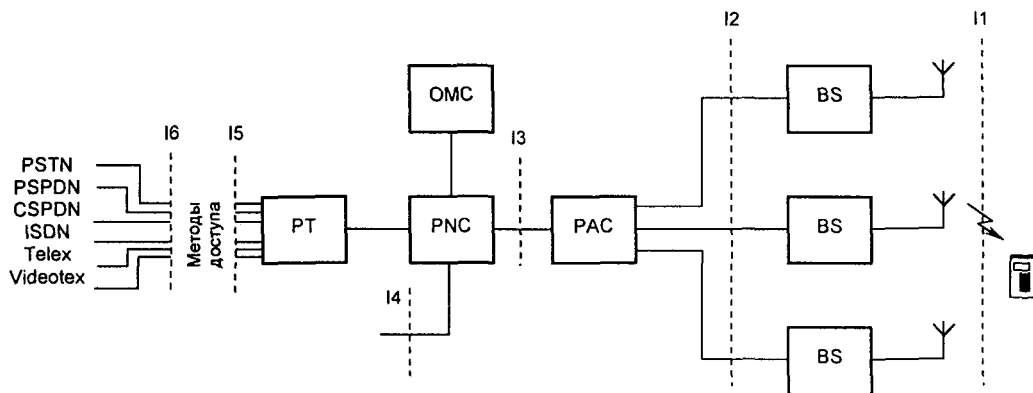 I2
I1
OMC
BS
I6
I5
I3
PSTN
PSPDN
CSPDN
ISDN
Telex
Videotex
Методы
доступа
PT
PNC
PAC
BS
I4
BS